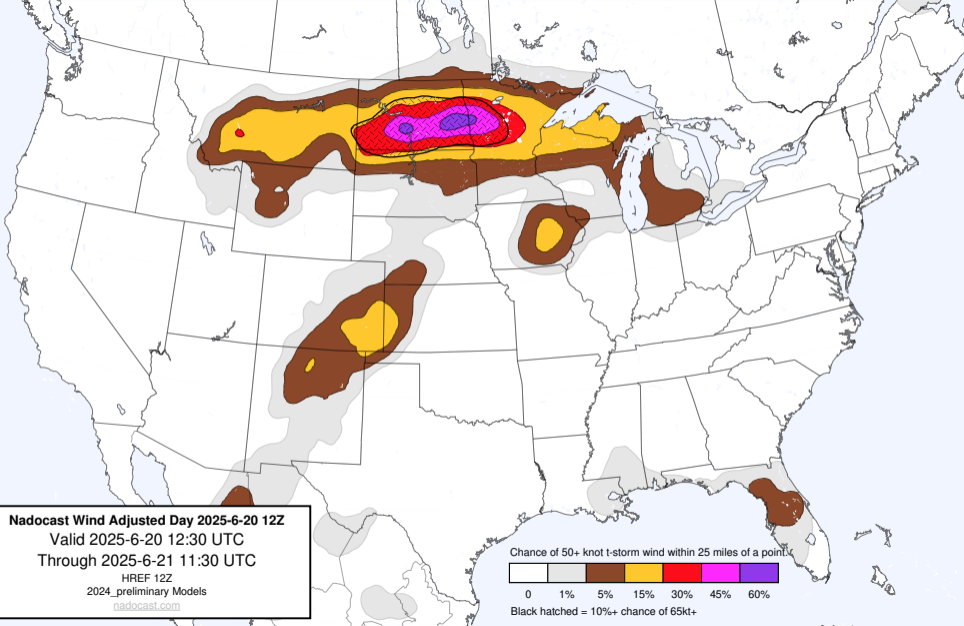 Nadocast Wind Adjusted Day 2025-6-20 12Z
Valid 2025-6-20 12:30 UTC
Through 2025-6-21 11:30 UTC
HREF 12Z
2024_preliminary Models
nadocast.com
Chance of 50+ knot t-storm wind within 25 miles of a point.
0 1% 5% 15% 30% 45% 60%
Black hatched = 10%+ chance of 65kt+